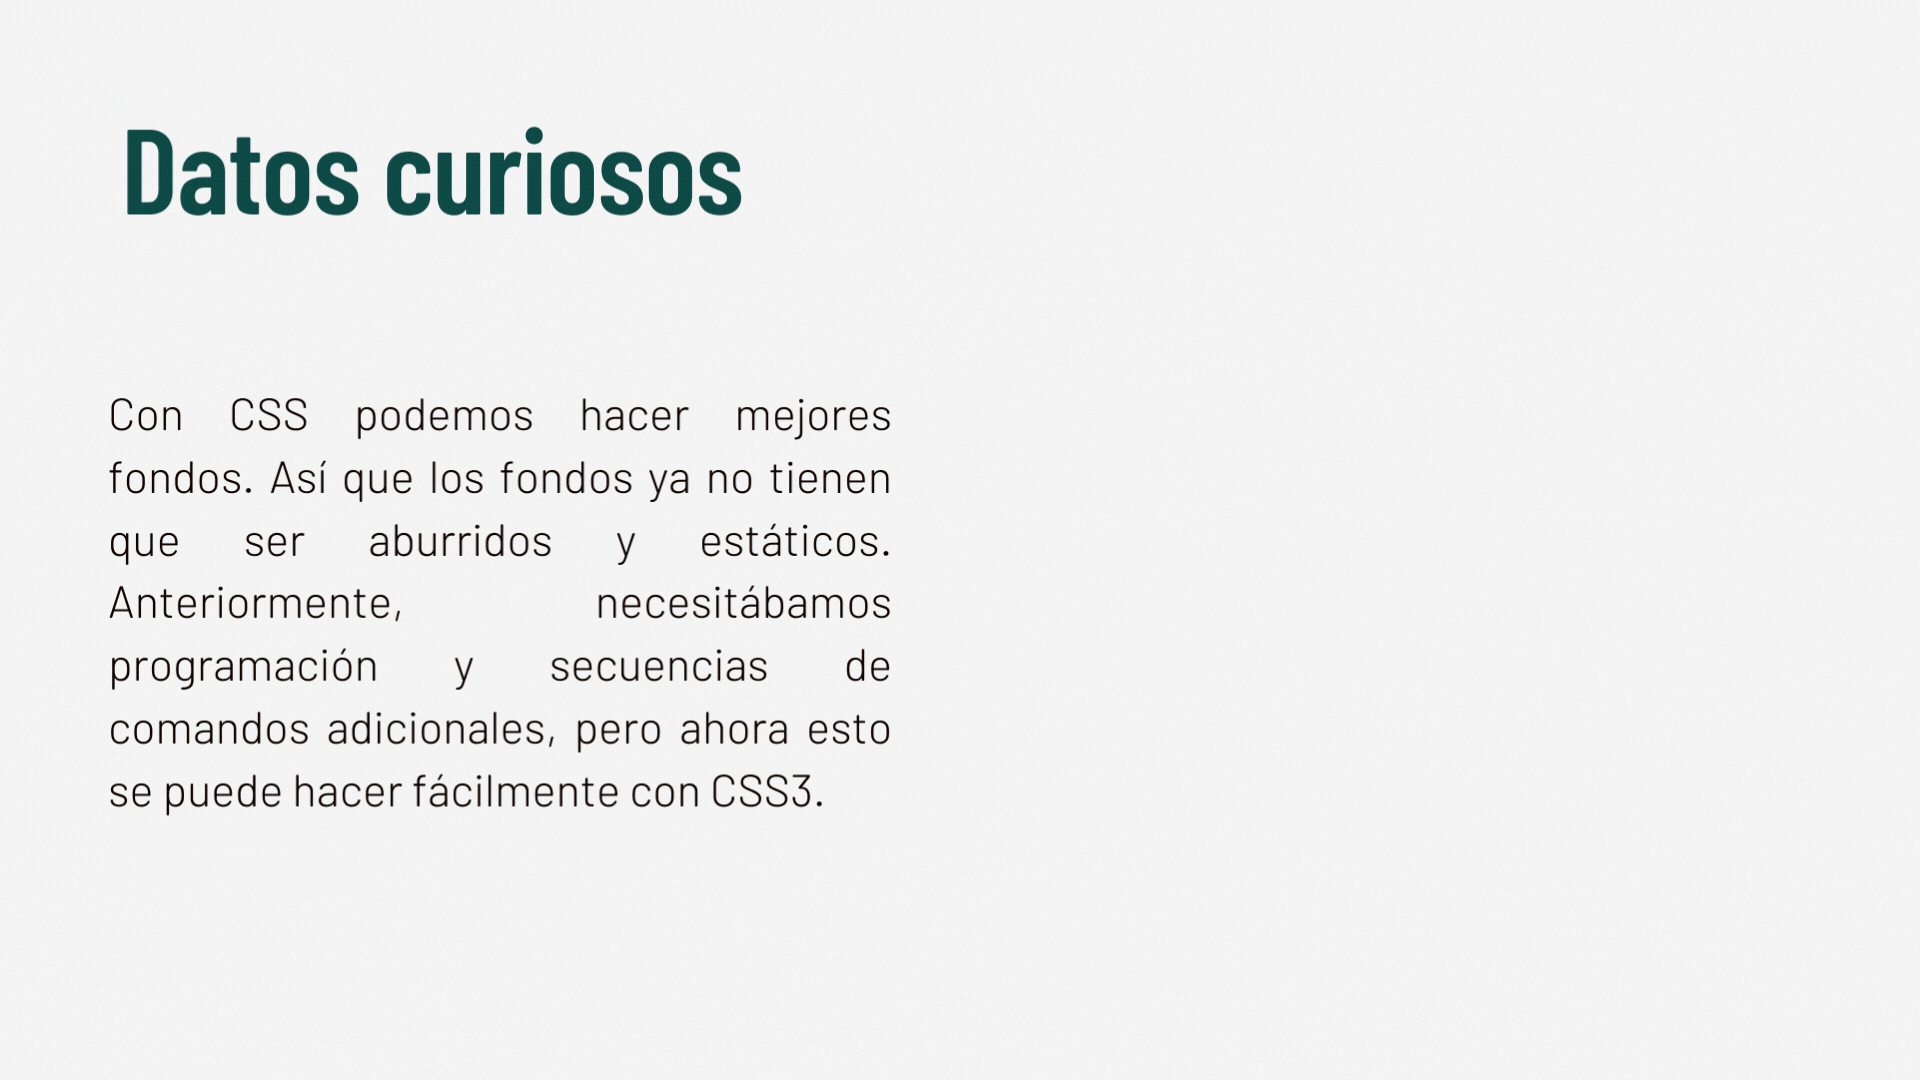 Datos curiosos
Con CSS podemos hacer mejores
fondos. Así que los fondos ya no tienen
que ser aburridos y estáticos.
Anteriormente, necesitábamos
programación y secuencias de
comandos adicionales, pero ahora esto
se puede hacer fácilmente con CSS3.